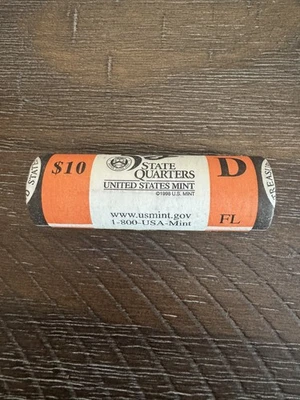 $10
STATE
QUARTERS
UNITED STATES MINT
©1998 U.S. MINT
www.usmint.gov
1-800-USA-Mint
D
FL